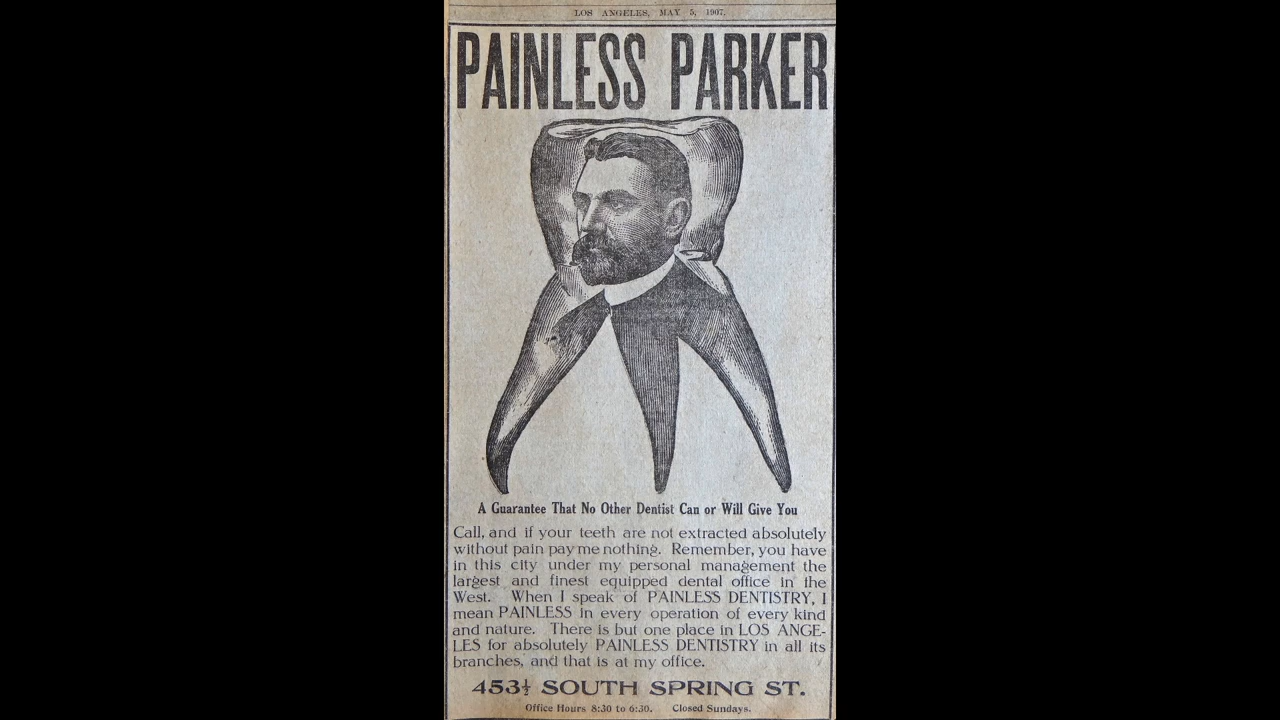 LOS ANGELES, MAY 5, 1907.
PAINLESS PARKER
A Guarantee That No Other Dentist Can or Will Give You
Call, and if your teeth are not extracted absolutely
without pain pay me nothing. Remember, you have
in this city under my personal management the
largest and finest equipped dental office in the
West. When I speak of PAINLESS DENTISTRY, I
mean PAINLESS in every operation of every kind
and nature. There is but one place in LOS ANGE-
LES for absolutely PAINLESS DENTISTRY in all its
branches, and that is at my office.
453½ SOUTH SPRING ST.
Office Hours 8:30 to 6:30. Closed Sundays.